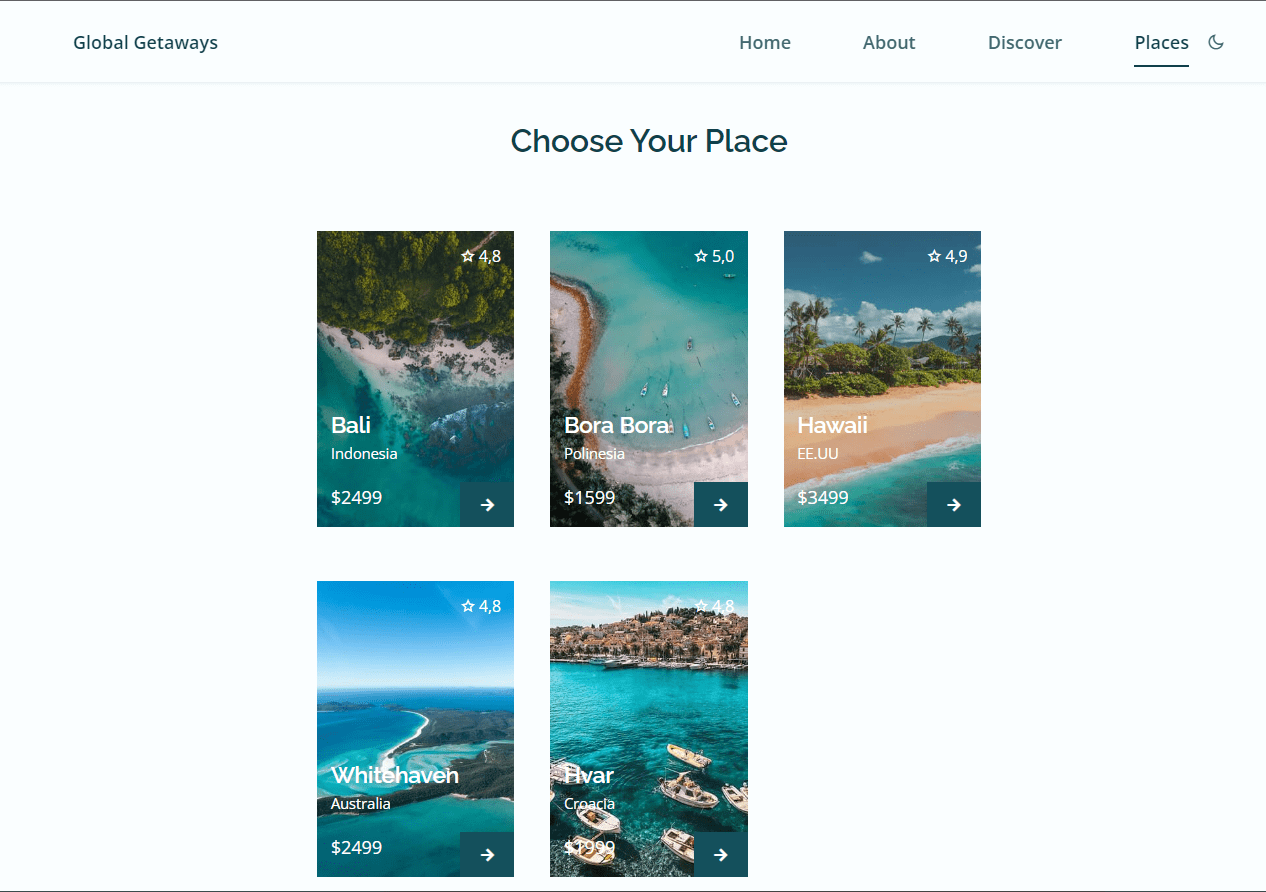 Global Getaways
Home
About
Discover
Places
Choose Your Place
4,8
Bali
Indonesia
$2499
5,0
Bora Bora
Polinesia
$1599
4,9
Hawaii
EE.UU
$3499
4,8
Whitehaven
Australia
$2499
4,8
Hvar
Croacia
$1999